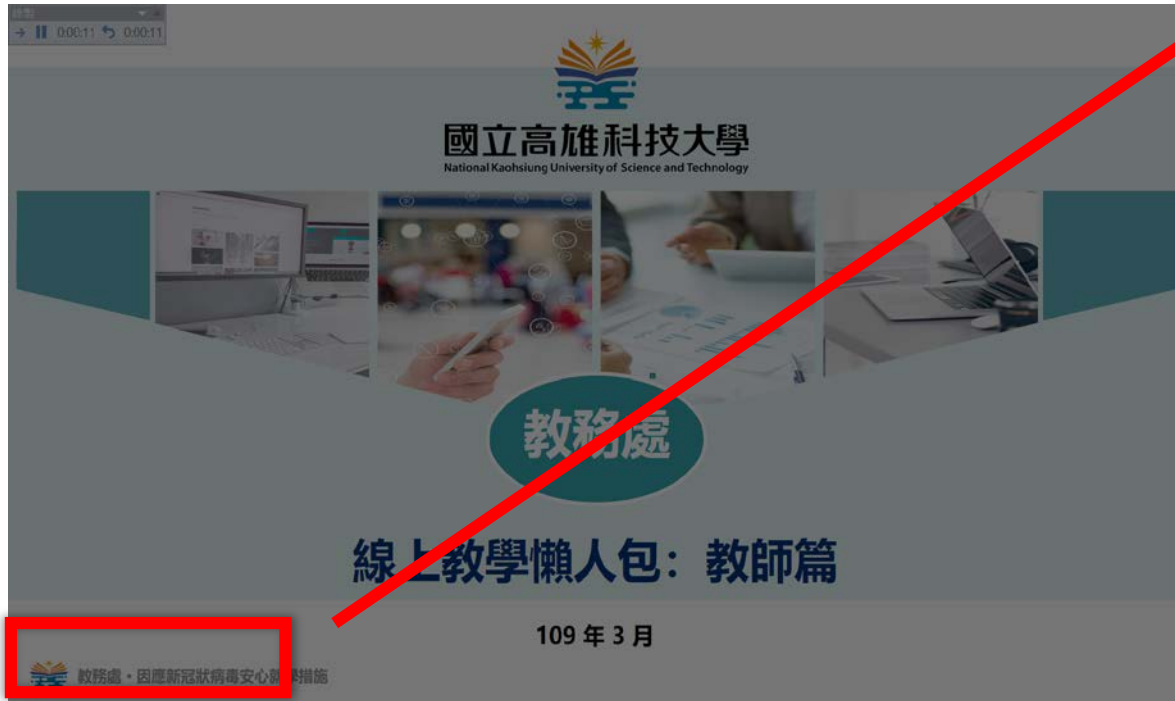 0:00:11 0:00:11
國立高雄科技大學
National Kaohsiung University of Science and Technology
教務處
線上教學懶人包：教師篇
109 年 3 月
教務處・因應新冠狀病毒安心就學措施